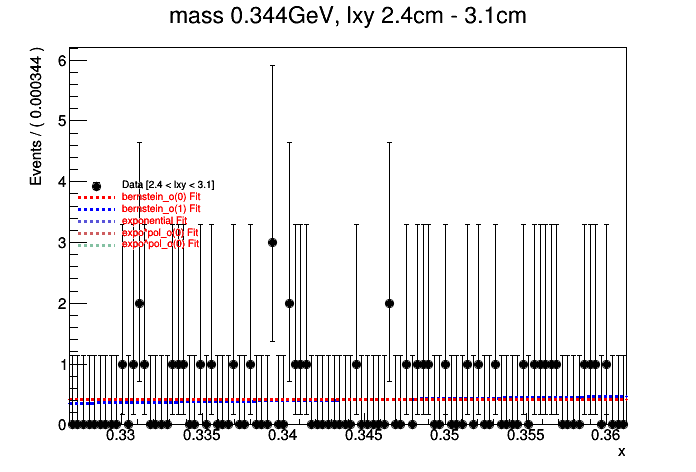 mass 0.344GeV, lxy 2.4cm - 3.1cm
Events / ( 0.000344 )
6
5
4
3
2
1
0
Data [2.4 < lxy < 3.1]
bernstein_o(0) Fit
bernstein_o(1) Fit
exponential Fit
expo*pol_o(0) Fit
expo*pol_o(0) Fit
0.33
0.335
0.34
0.345
0.35
0.355
0.36
x